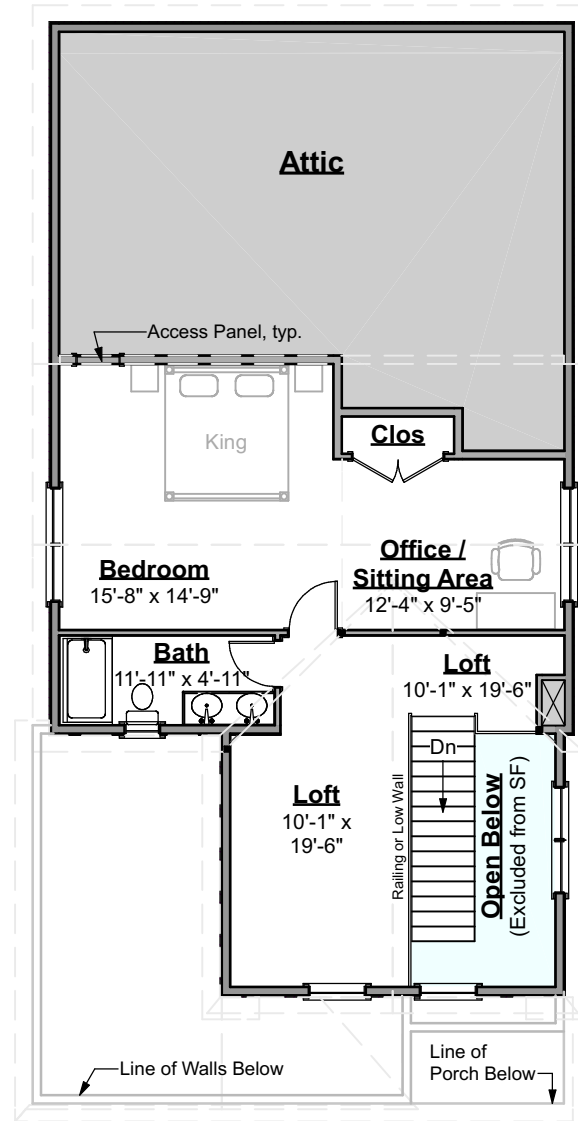 Attic
Access Panel, typ.
King
Clos
Bedroom
15'-8" x 14'-9"
Office /
Sitting Area
12'-4" x 9'-5"
Bath
11'-11" x 4'-11"
Loft
10'-1" x 19'-6"
Dn
Loft
10'-1" x
19'-6"
Railing or Low Wall
Open Below
(Excluded from SF)
Line of Walls Below
Line of
Porch Below